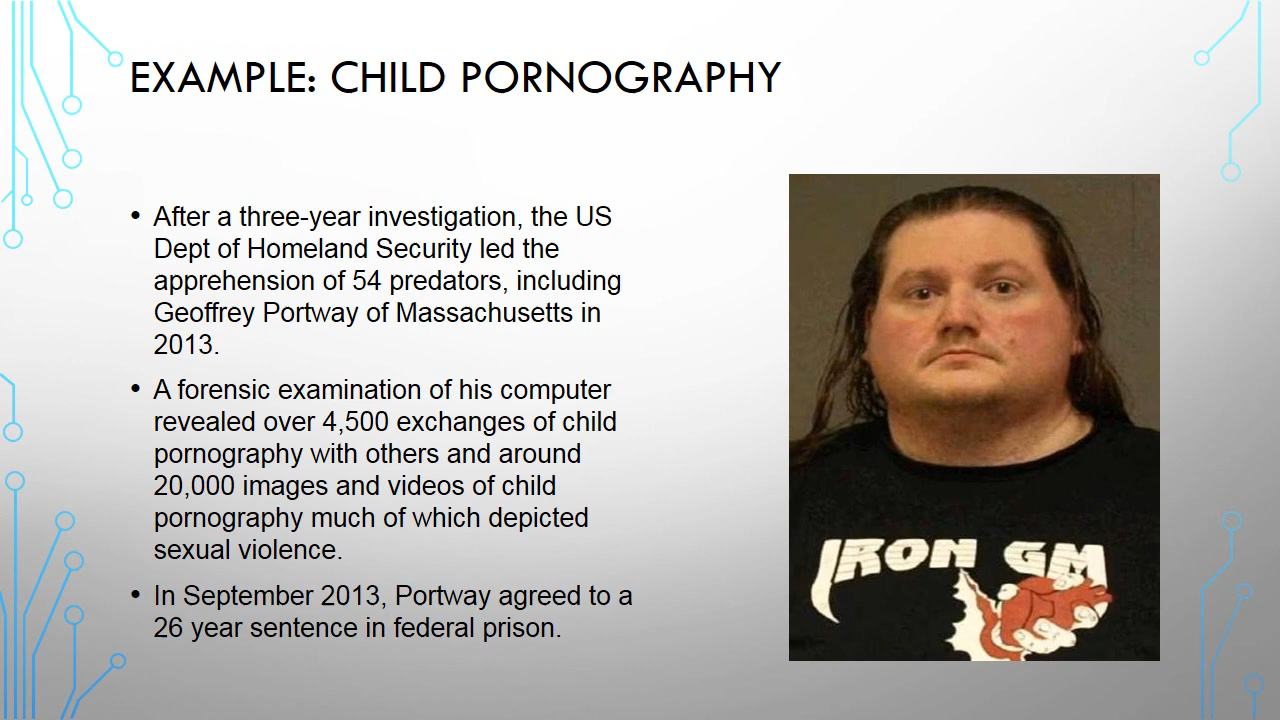 EXAMPLE: CHILD PORNOGRAPHY
• After a three-year investigation, the US
Dept of Homeland Security led the
apprehension of 54 predators, including
Geoffrey Portway of Massachusetts in
2013.
• A forensic examination of his computer
revealed over 4,500 exchanges of child
pornography with others and around
20,000 images and videos of child
pornography much of which depicted
sexual violence.
• In September 2013, Portway agreed to a
26 year sentence in federal prison.
IRON GM